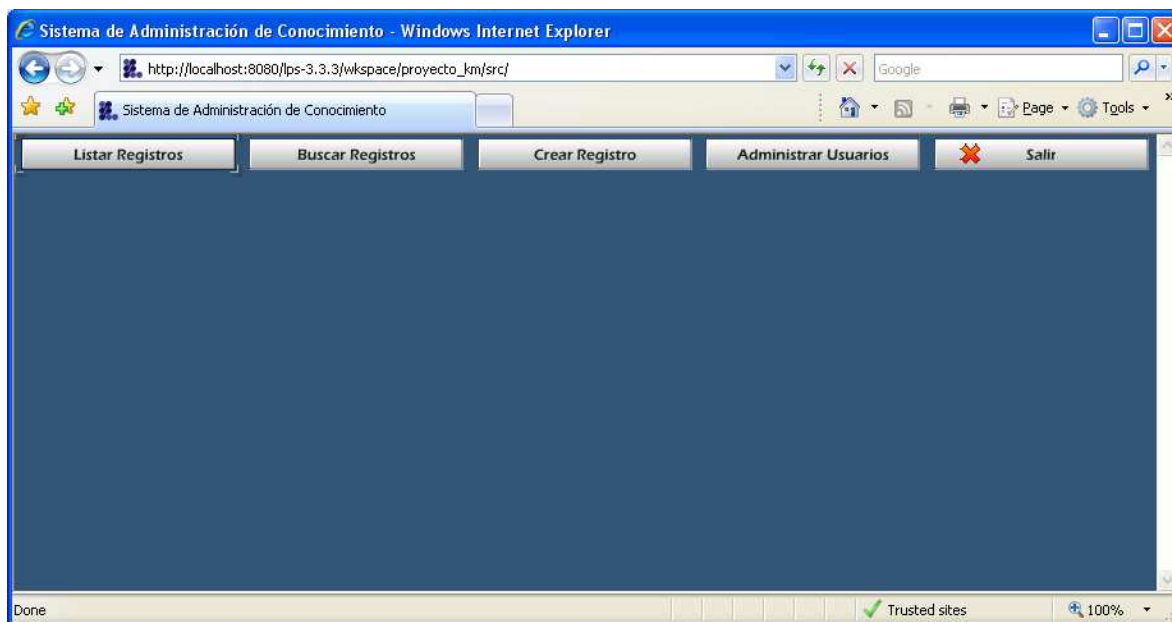 Sistema de Administración de Conocimiento - Windows Internet Explorer
http://localhost:8080/lps-3.3.3/wkspace/proyecto_km/src/ Google
Sistema de Administración de Conocimiento Page Tools »
Listar Registros Buscar Registros Crear Registro Administrar Usuarios Salir
Done Trusted sites 100%